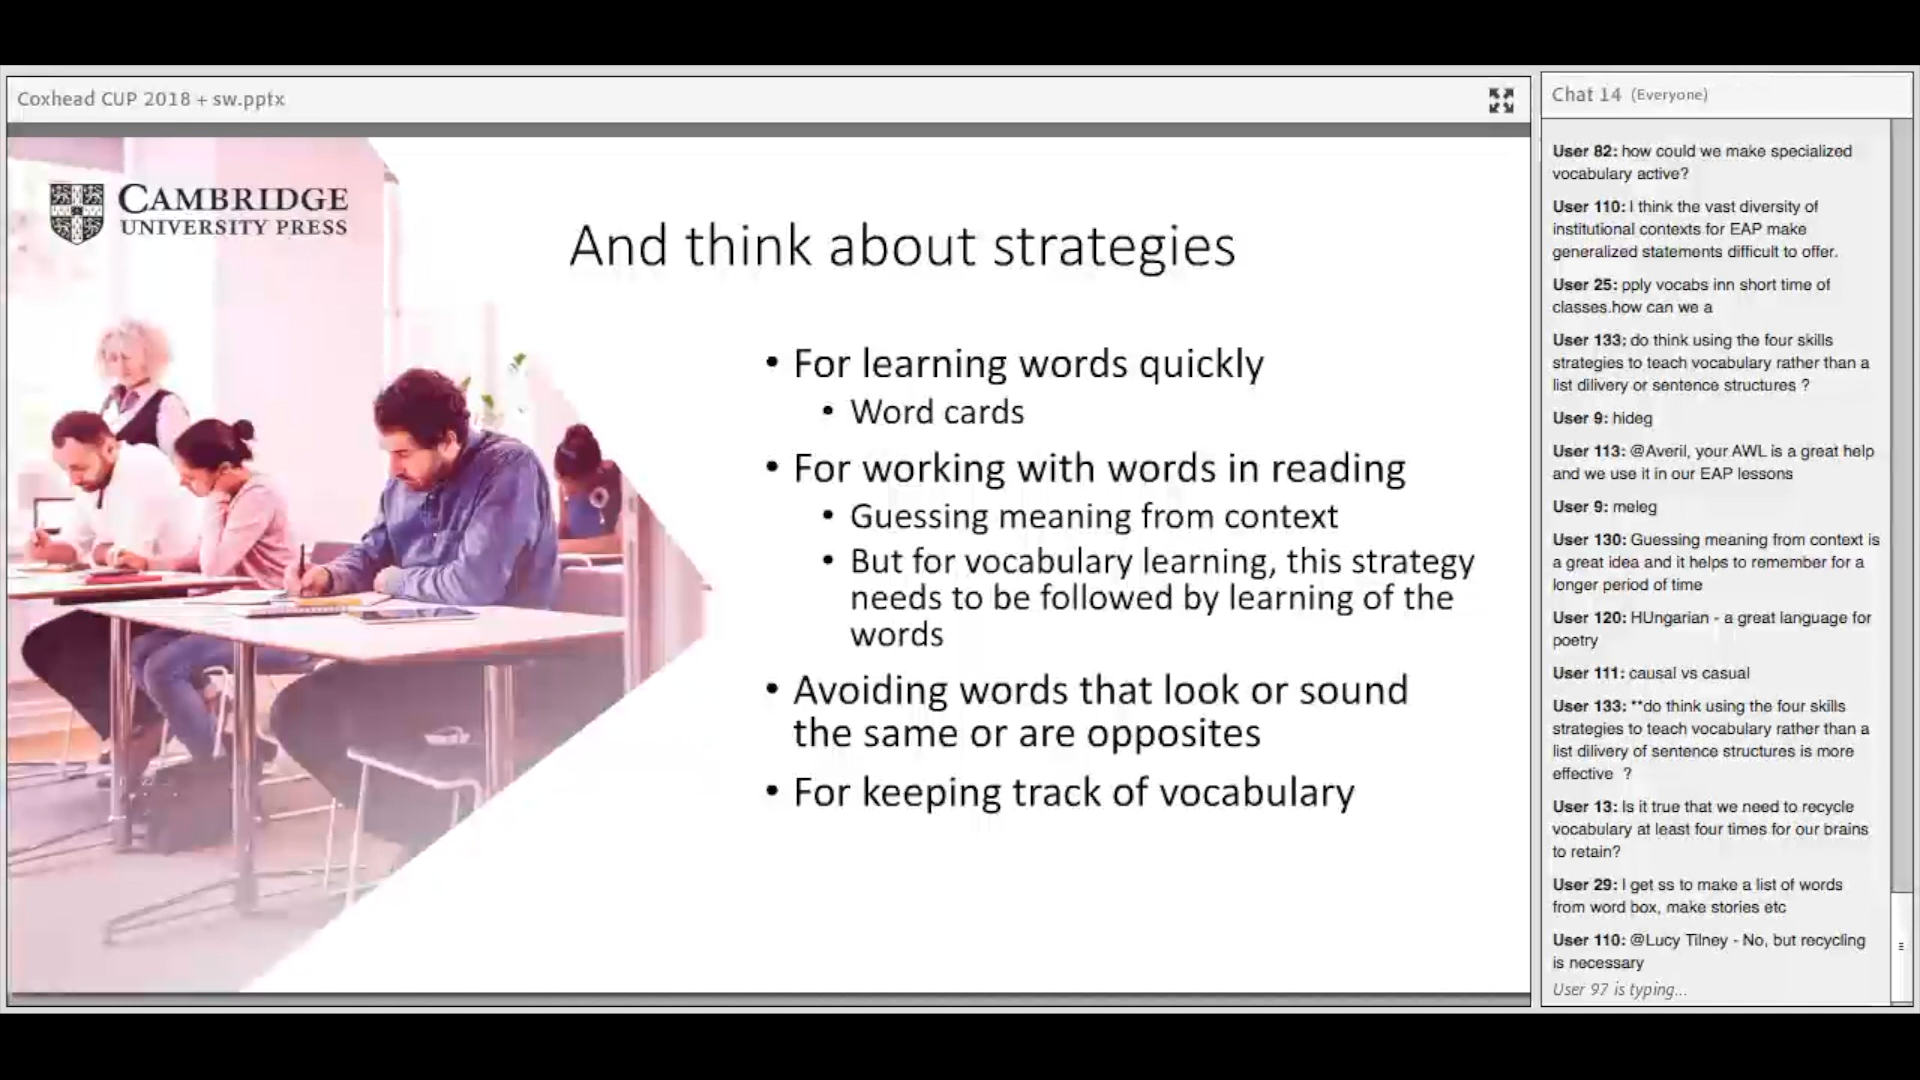 Coxhead CUP 2018 + sw.pptx
CAMBRIDGE
UNIVERSITY PRESS
And think about strategies
• For learning words quickly
• Word cards
• For working with words in reading
• Guessing meaning from context
• But for vocabulary learning, this strategy
needs to be followed by learning of the
words
• Avoiding words that look or sound
the same or are opposites
• For keeping track of vocabulary
Chat 14 (Everyone)
User 82: how could we make specialized
vocabulary active?
User 110: I think the vast diversity of
institutional contexts for EAP make
generalized statements difficult to offer.
User 25: pply vocabs inn short time of
classes.how can we a
User 133: do think using the four skills
strategies to teach vocabulary rather than a
list dilivery or sentence structures ?
User 9: hideg
User 113: @Averil, your AWL is a great help
and we use it in our EAP lessons
User 9: meleg
User 130: Guessing meaning from context is
a great idea and it helps to remember for a
longer period of time
User 120: HUngarian - a great language for
poetry
User 111: causal vs casual
User 133: **do think using the four skills
strategies to teach vocabulary rather than a
list dilivery of sentence structures is more
effective ?
User 13: Is it true that we need to recycle
vocabulary at least four times for our brains
to retain?
User 29: I get ss to make a list of words
from word box, make stories etc
User 110: @Lucy Tilney - No, but recycling
is necessary
User 97 is typing...